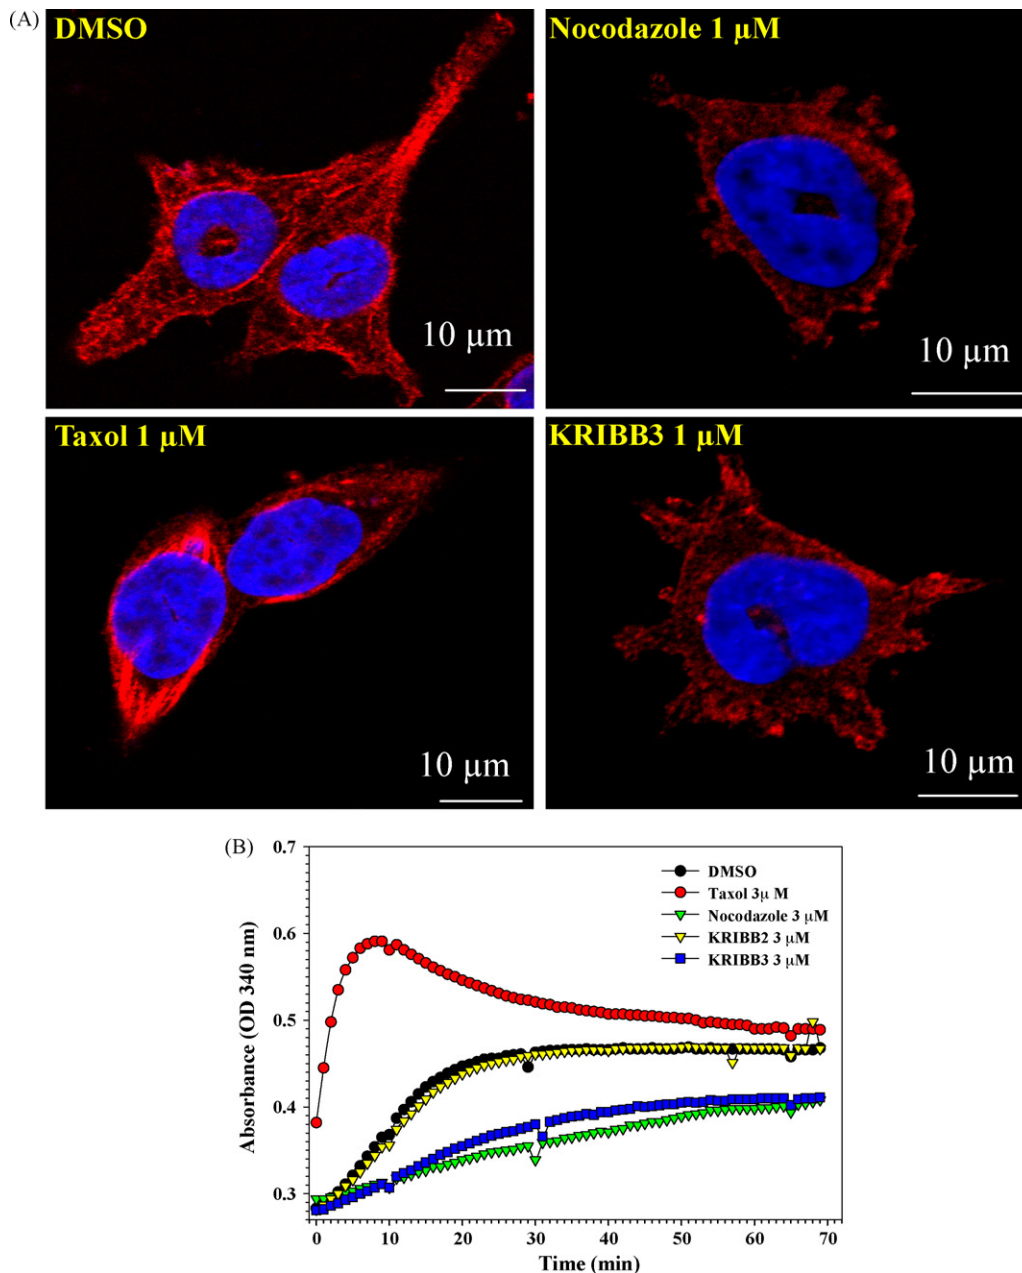 (A)
DMSO
10 µm
Nocodazole 1 µM
10 µm
Taxol 1 µM
10 µm
KRIBB3 1 µM
10 µm
(B)
Absorbance (OD 340 nm)
0.7
0.6
0.5
0.4
0.3
DMSO
Taxol 3µ M
Nocodazole 3 µM
KRIBB2 3 µM
KRIBB3 3 µM
0 10 20 30 40 50 60 70
Time (min)